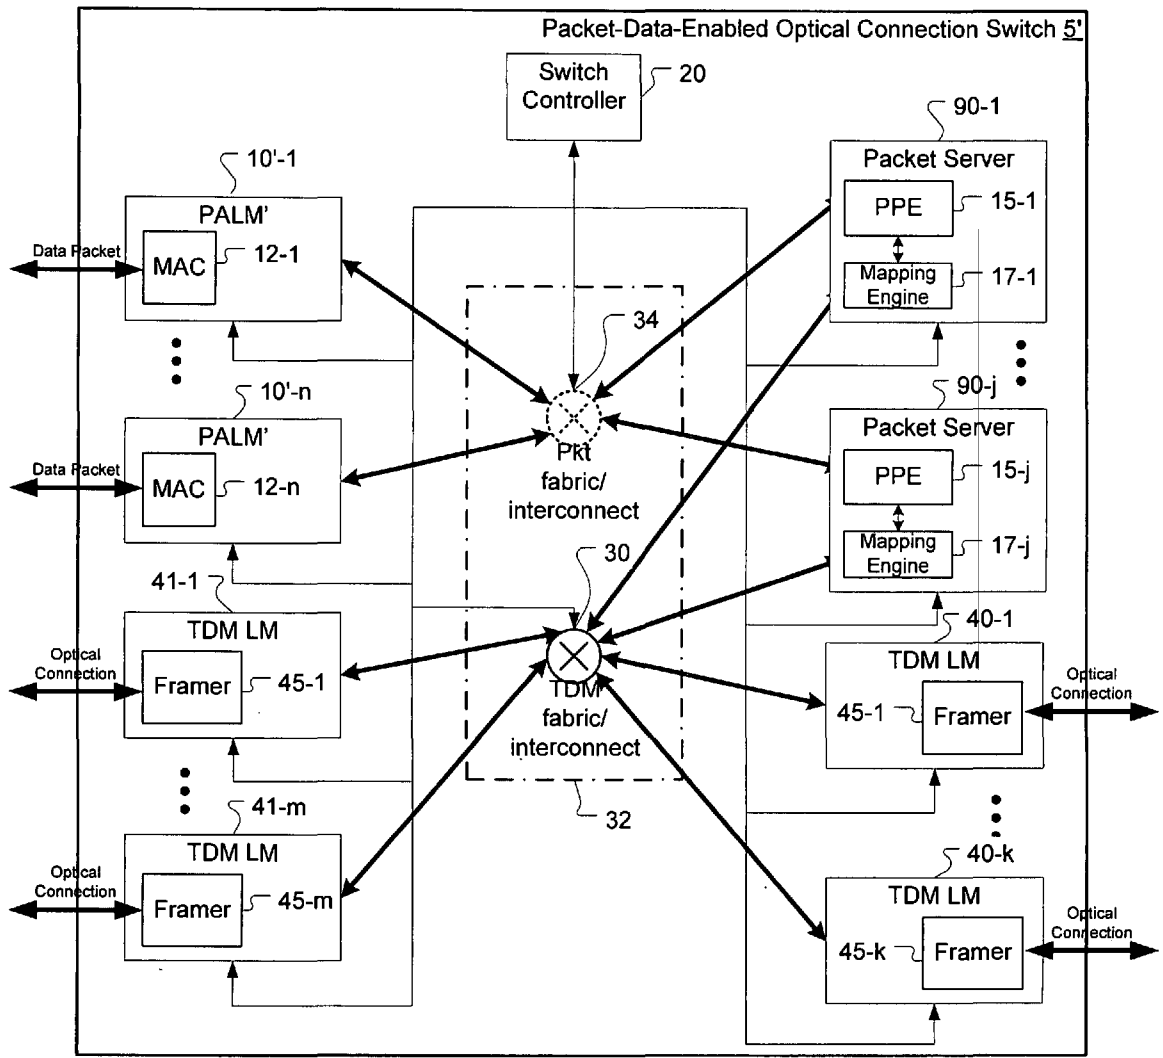 Packet-Data-Enabled Optical Connection Switch 5'
Switch
Controller
20
90-1
Packet Server
PPE
15-1
Mapping
Engine
17-1
10'-1
PALM'
Data Packet
MAC
12-1
34
Pkt
fabric/
interconnect
10'-n
PALM'
Data Packet
MAC
12-n
90-j
Packet Server
PPE
15-j
Mapping
Engine
17-j
30
TDM
fabric/
interconnect
32
41-1
TDM LM
Optical
Connection
Framer
45-1
40-1
TDM LM
45-1
Framer
Optical
Connection
41-m
TDM LM
Optical
Connection
Framer
45-m
40-k
TDM LM
45-k
Framer
Optical
Connection